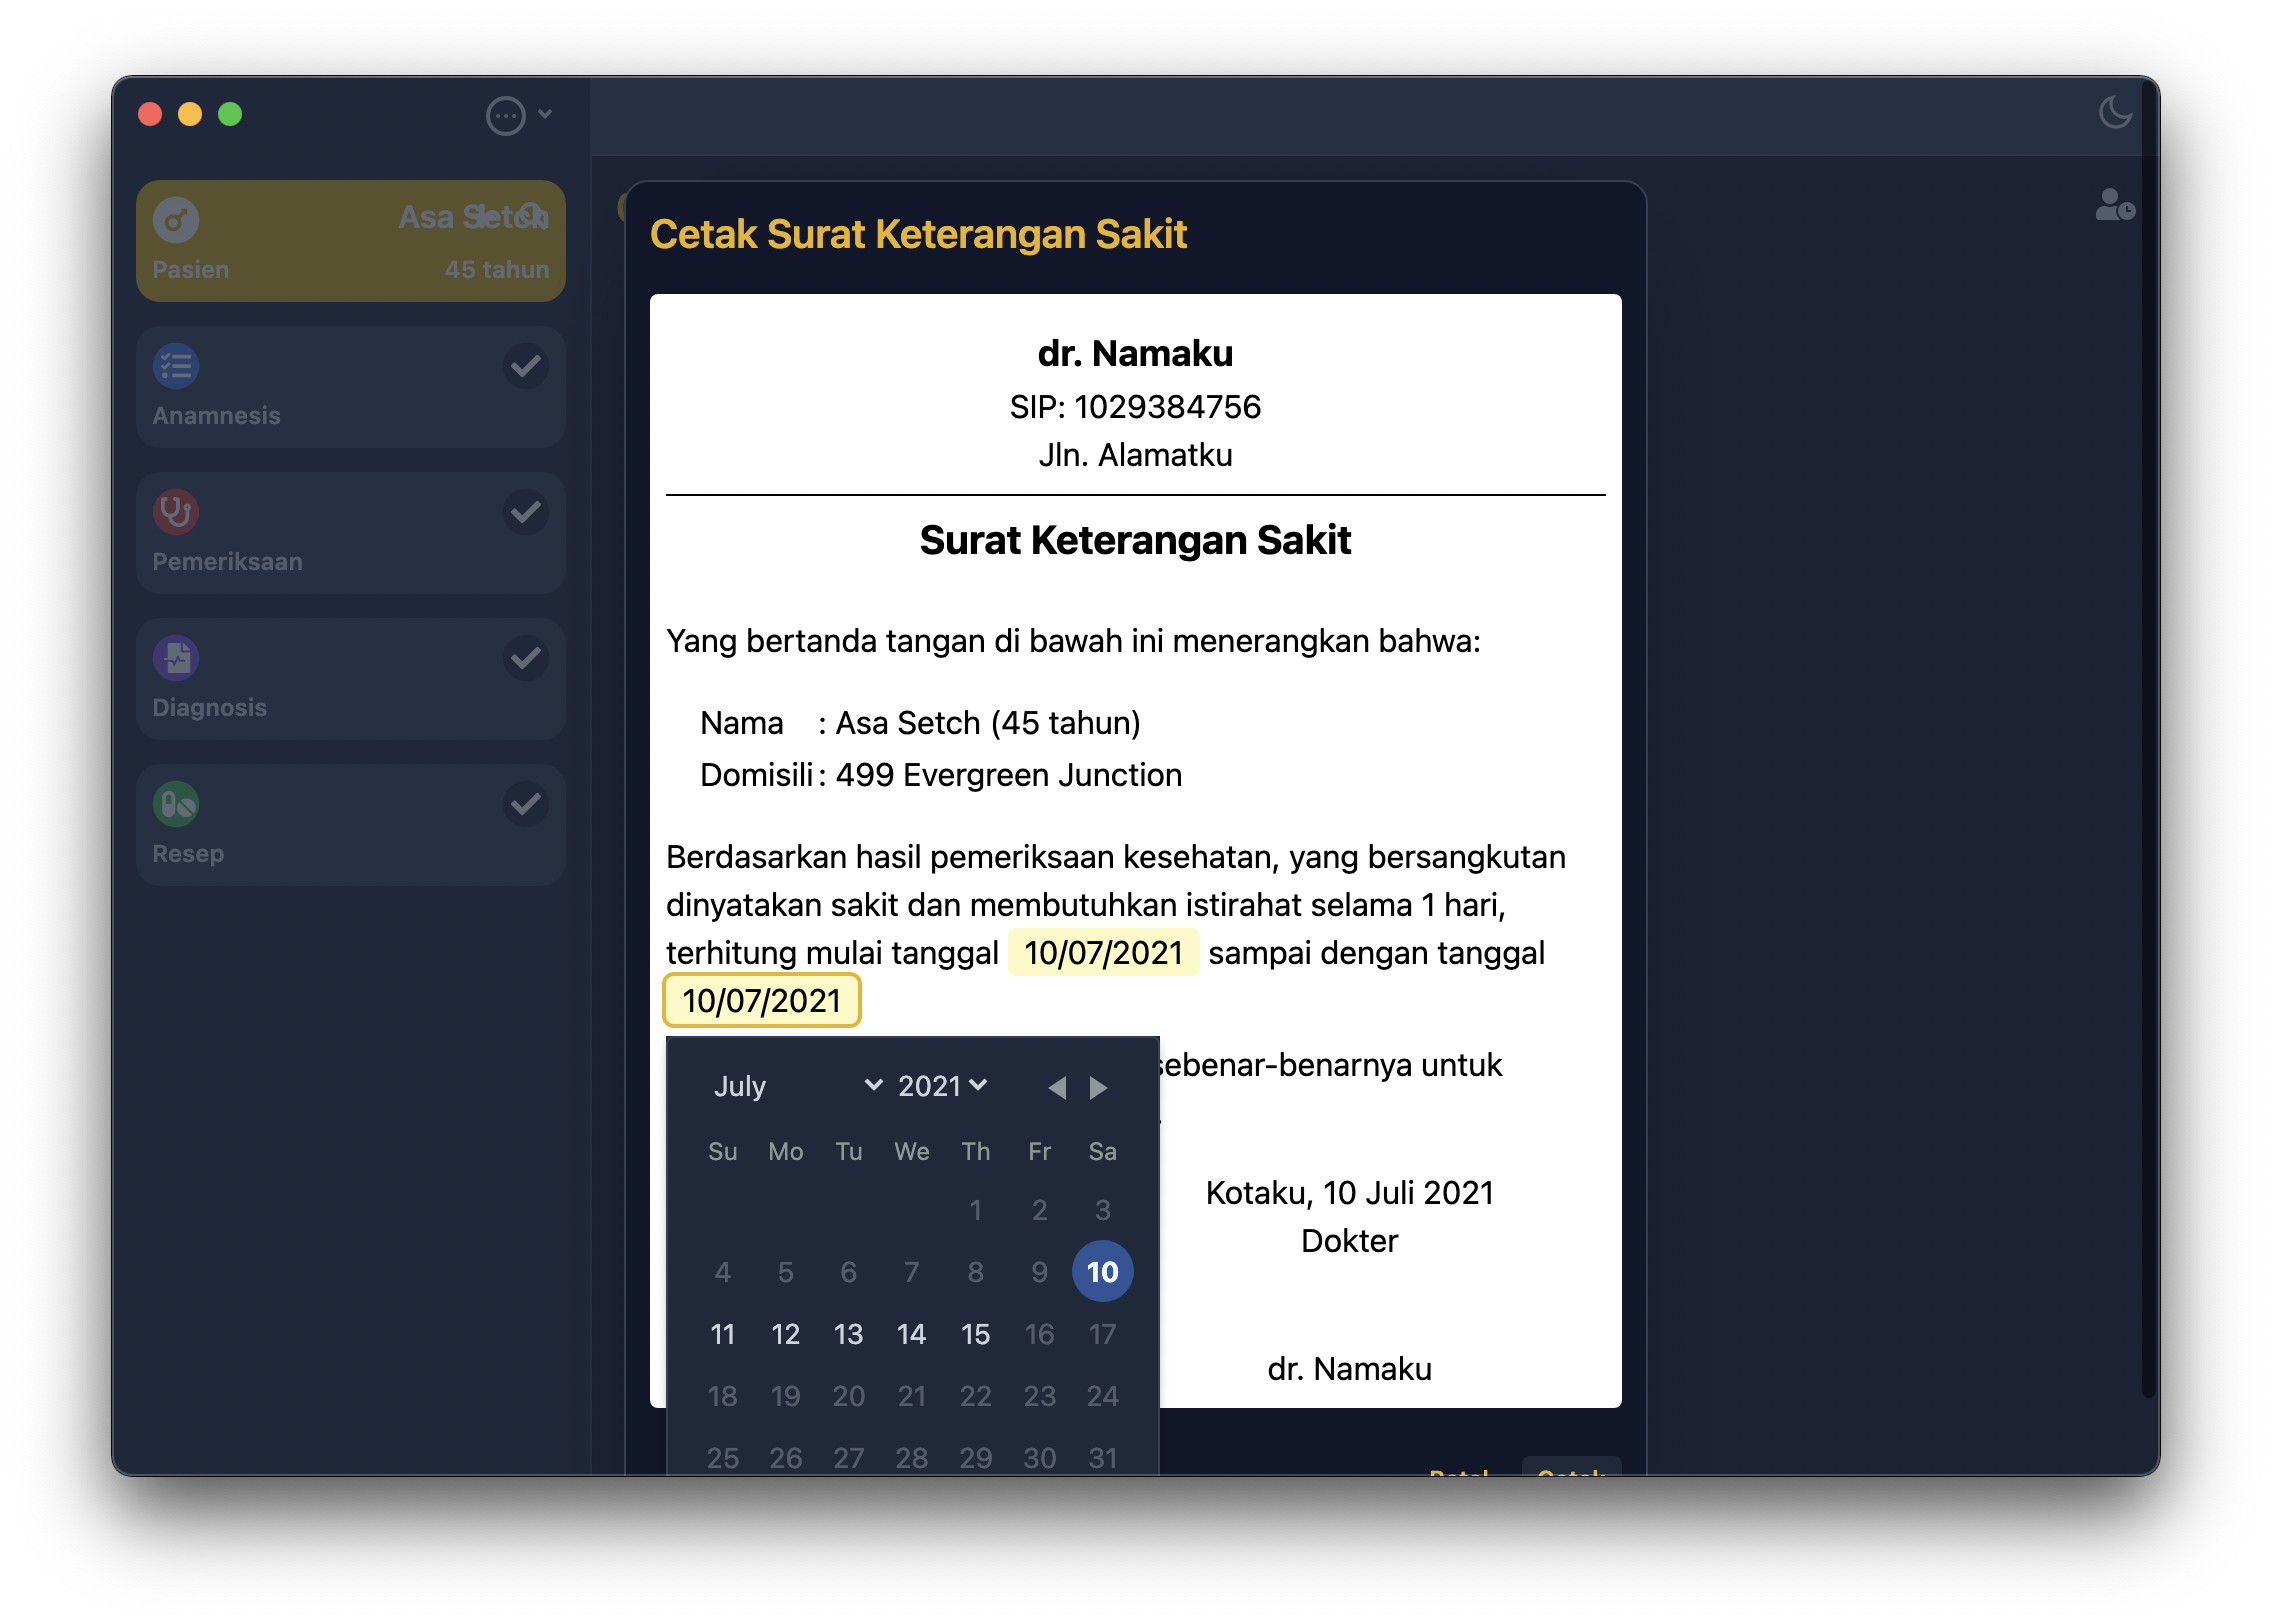 Asa Setch
Pasien
45 tahun
Anamnesis
Pemeriksaan
Diagnosis
Resep
Cetak Surat Keterangan Sakit
dr. Namaku
SIP: 1029384756
Jln. Alamatku
Surat Keterangan Sakit
Yang bertanda tangan di bawah ini menerangkan bahwa:
Nama : Asa Setch (45 tahun)
Domisili : 499 Evergreen Junction
Berdasarkan hasil pemeriksaan kesehatan, yang bersangkutan
dinyatakan sakit dan membutuhkan istirahat selama 1 hari,
terhitung mulai tanggal 10/07/2021 sampai dengan tanggal
10/07/2021
sebenar-benarnya untuk
July 2021
Su Mo Tu We Th Fr Sa
1 2 3
4 5 6 7 8 9 10
11 12 13 14 15 16 17
18 19 20 21 22 23 24
25 26 27 28 29 30 31
Kotaku, 10 Juli 2021
Dokter
dr. Namaku